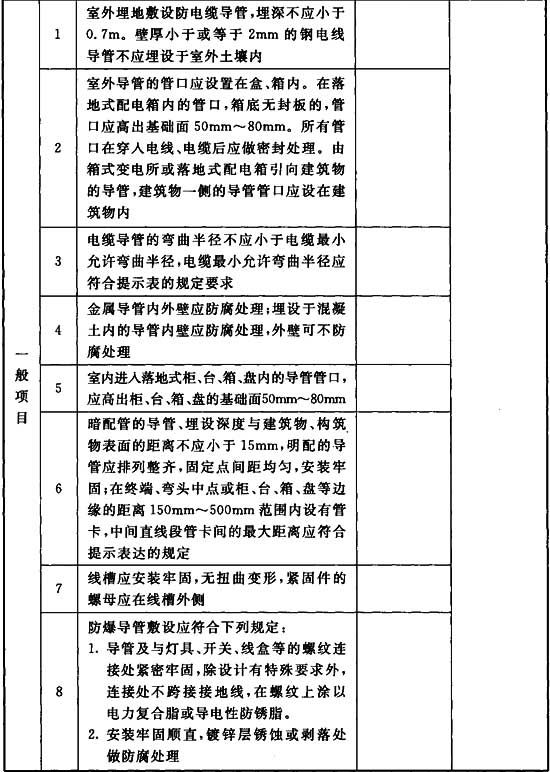 一般项目
1
室外埋地敷设防电缆导管,埋深不应小于
0.7m。壁厚小于或等于 2mm 的钢电线
导管不应埋设于室外土壤内
2
室外导管的管口应设置在盒、箱内。在落
地式配电箱内的管口,箱底无封板的,管
口应高出基础面 50mm～80mm。所有管
口在穿入电线、电缆后应做密封处理。由
箱式变电所或落地式配电箱引向建筑物
的导管,建筑物一侧的导管管口应设在建
筑物内
3
电缆导管的弯曲半径不应小于电缆最小
允许弯曲半径,电缆最小允许弯曲半径应
符合提示表的规定要求
4
金属导管内外壁应防腐处理;埋设于混凝
土内的导管内壁应防腐处理,外壁可不防
腐处理
5
室内进入落地式柜、台、箱、盘内的导管管口,
应高出柜、台、箱、盘的基础面50mm～80mm
6
暗配管的导管、埋设深度与建筑物、构筑
物表面的距离不应小于 15mm,明配的导
管应排列整齐,固定点间距均匀,安装牢
固;在终端、弯头中点或柜、台、箱、盘等边
缘的距离 150mm～500mm 范围内设有管
卡,中间直线段管卡间的最大距离应符合
提示表达的规定
7
线槽应安装牢固,无扭曲变形,紧固件的
螺母应在线槽外侧
8
防爆导管敷设应符合下列规定:
1. 导管及与灯具、开关、线盒等的螺纹连
接处紧密牢固,除设计有特殊要求外,
连接处不跨接接地线,在螺纹上涂以
电力复合脂或导电性防锈脂。
2. 安装牢固顺直,镀锌层锈蚀或剥落处
做防腐处理